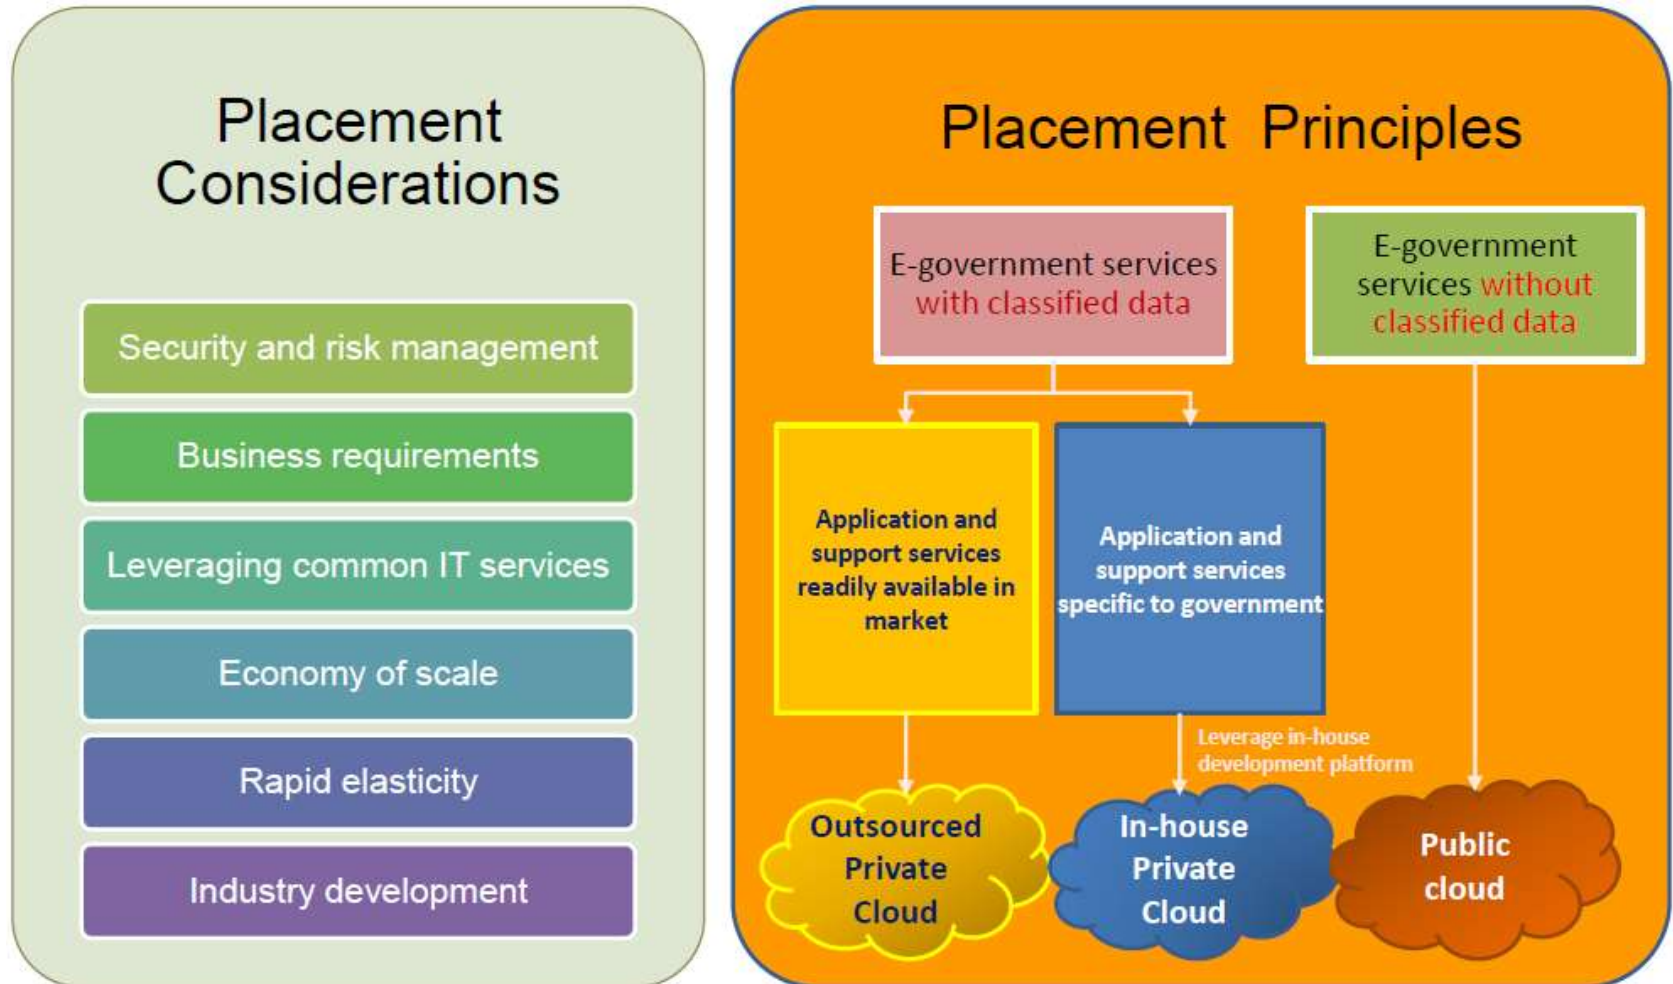 Placement
Considerations
Security and risk management
Business requirements
Leveraging common IT services
Economy of scale
Rapid elasticity
Industry development
Placement Principles
E-government services
with classified data
E-government
services without
classified data
Application and
support services
readily available in
market
Application and
support services
specific to government
Leverage in-house
development platform
Outsourced
Private
Cloud
In-house
Private
Cloud
Public
cloud